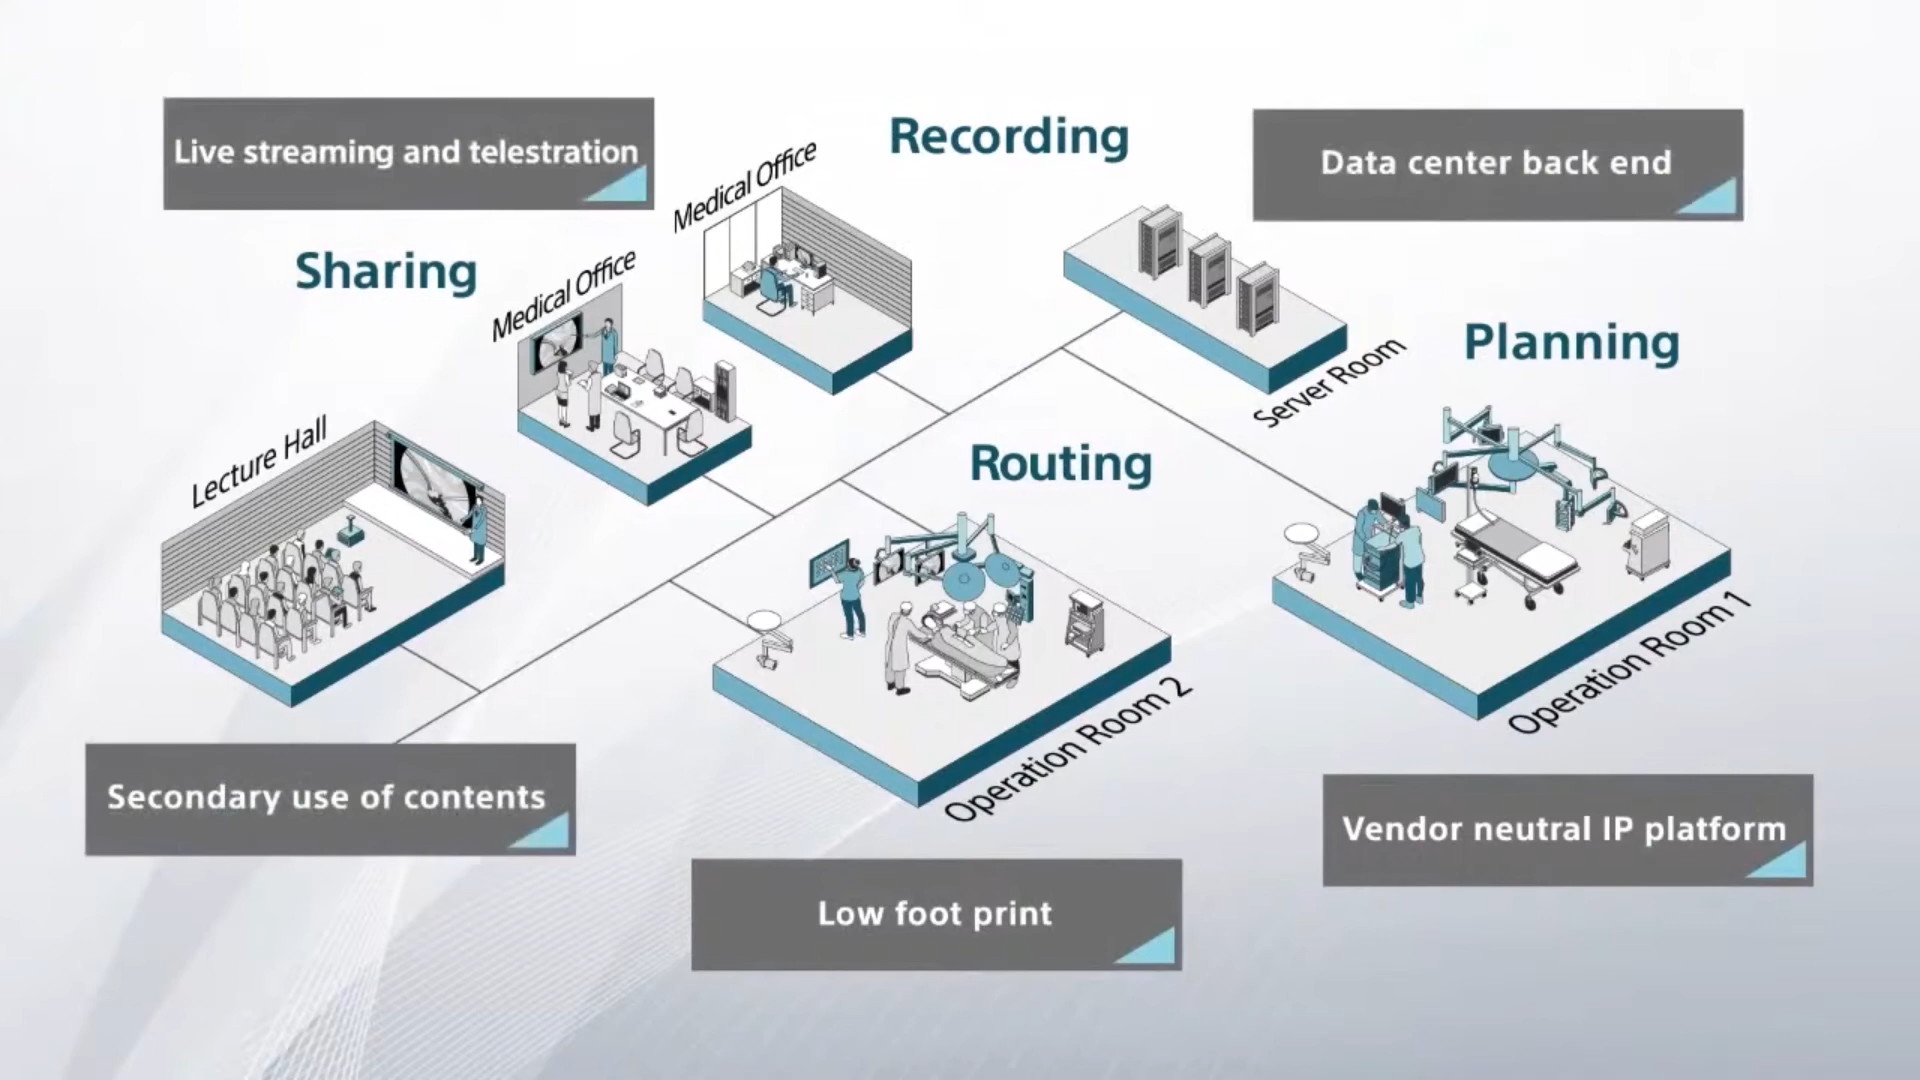 Live streaming and telestration
Recording
Data center back end
Medical Office
Sharing
Medical Office
Planning
Server Room
Lecture Hall
Routing
Operation Room 1
Operation Room 2
Secondary use of contents
Vendor neutral IP platform
Low foot print